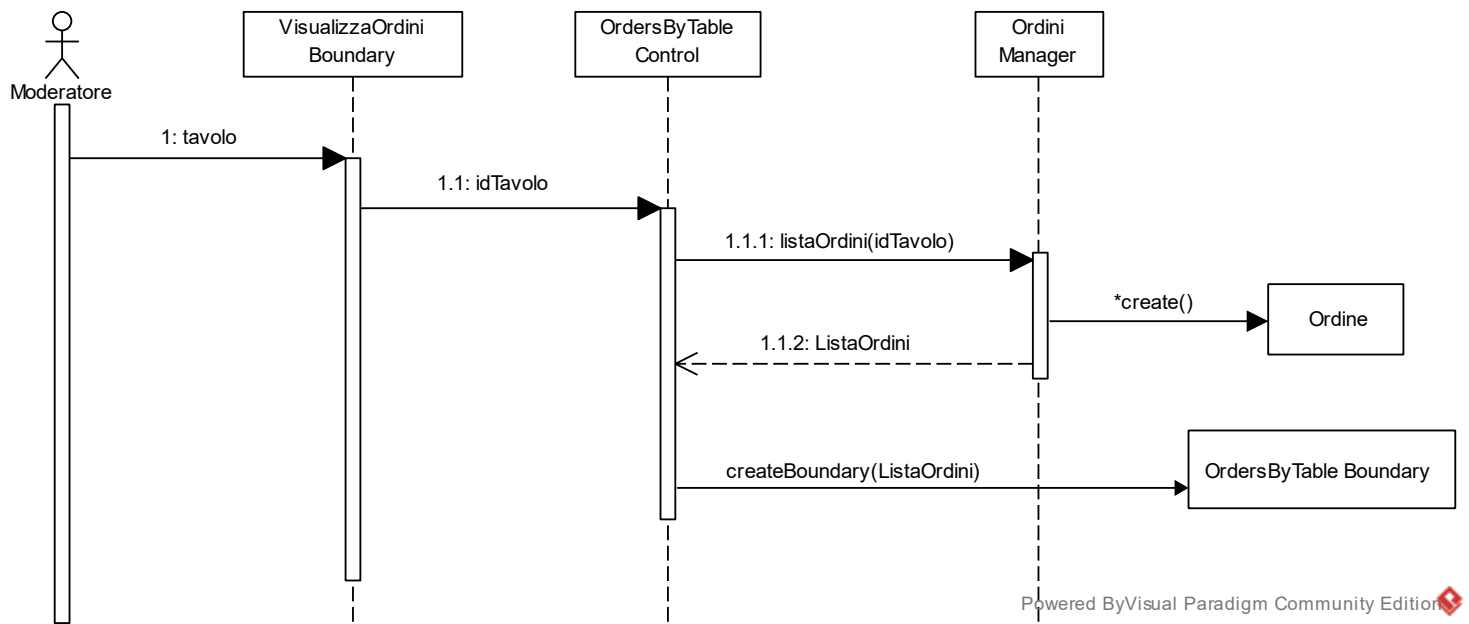 VisualizzaOrdini
Boundary
OrdersByTable
Control
Ordini
Manager
Moderatore
1: tavolo
1.1: idTavolo
1.1.1: listaOrdini(idTavolo)
*create()
Ordine
1.1.2: ListaOrdini
createBoundary(ListaOrdini)
OrdersByTable Boundary
Powered ByVisual Paradigm Community Edition